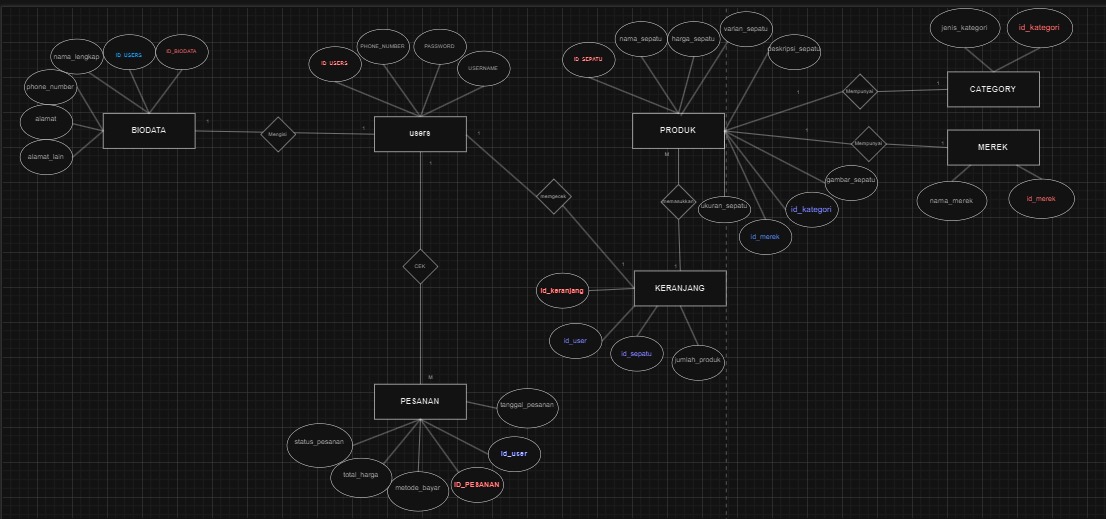 varian_sepatu
jenis_kategori
id_kategori
nama_sepatu
harga_sepatu
PHONE_NUMBER
PASSWORD
deskripsi_sepatu
nama_lengkap
ID_USERS
ID_BIODATA
ID_USERS
ID_SEPATU
USERNAME
phone_number
Mempunyai
1
1
CATEGORY
alamat
BIODATA
1
Mengisi
1
users
1
PRODUK
1
Mempunyai
1
MEREK
alamat_lain
1
M
gambar_sepatu
mengecek
memasukkan
ukuran_sepatu
id_kategori
nama_merek
id_merek
id_merek
CEK
1
1
Id_keranjang
KERANJANG
id_user
id_sepatu
jumlah_produk
M
PESANAN
tanggal_pesanan
status_pesanan
Id_user
total_harga
metode_bayar
ID_PESANAN